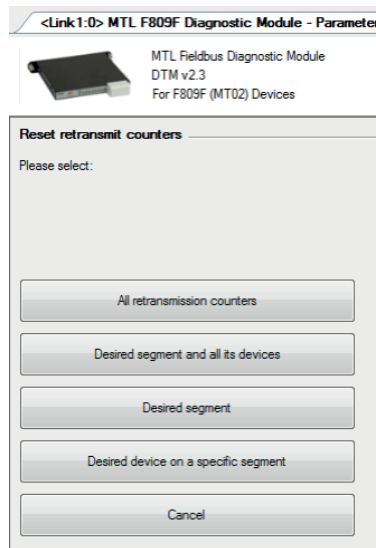 <Link1:0> MTL F809F Diagnostic Module - Parameter
MTL Fieldbus Diagnostic Module
DTM v2.3
For F809F (MT02) Devices
Reset retransmit counters
Please select:
All retransmission counters
Desired segment and all its devices
Desired segment
Desired device on a specific segment
Cancel